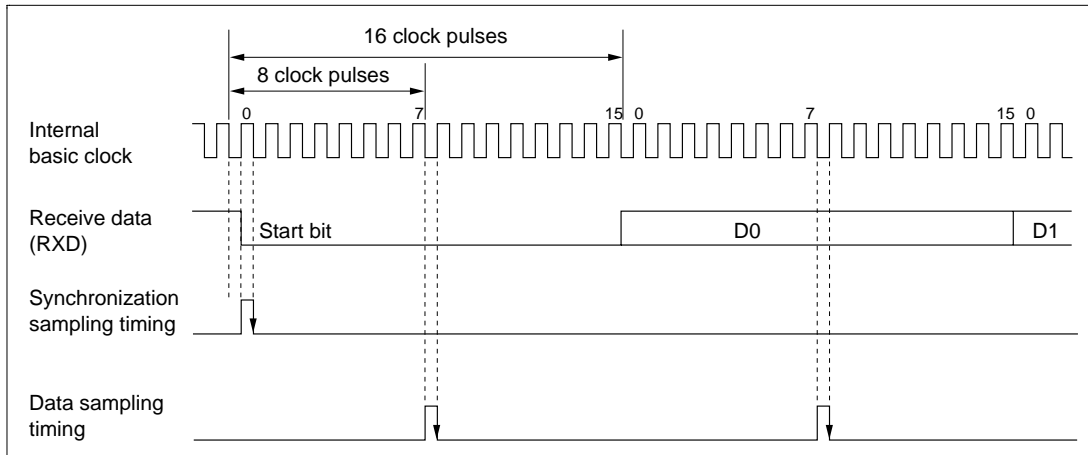 16 clock pulses
8 clock pulses
0 7 15 0 7 15 0
Internal
basic clock
Receive data
(RXD)
Start bit D0 D1
Synchronization
sampling timing
Data sampling
timing